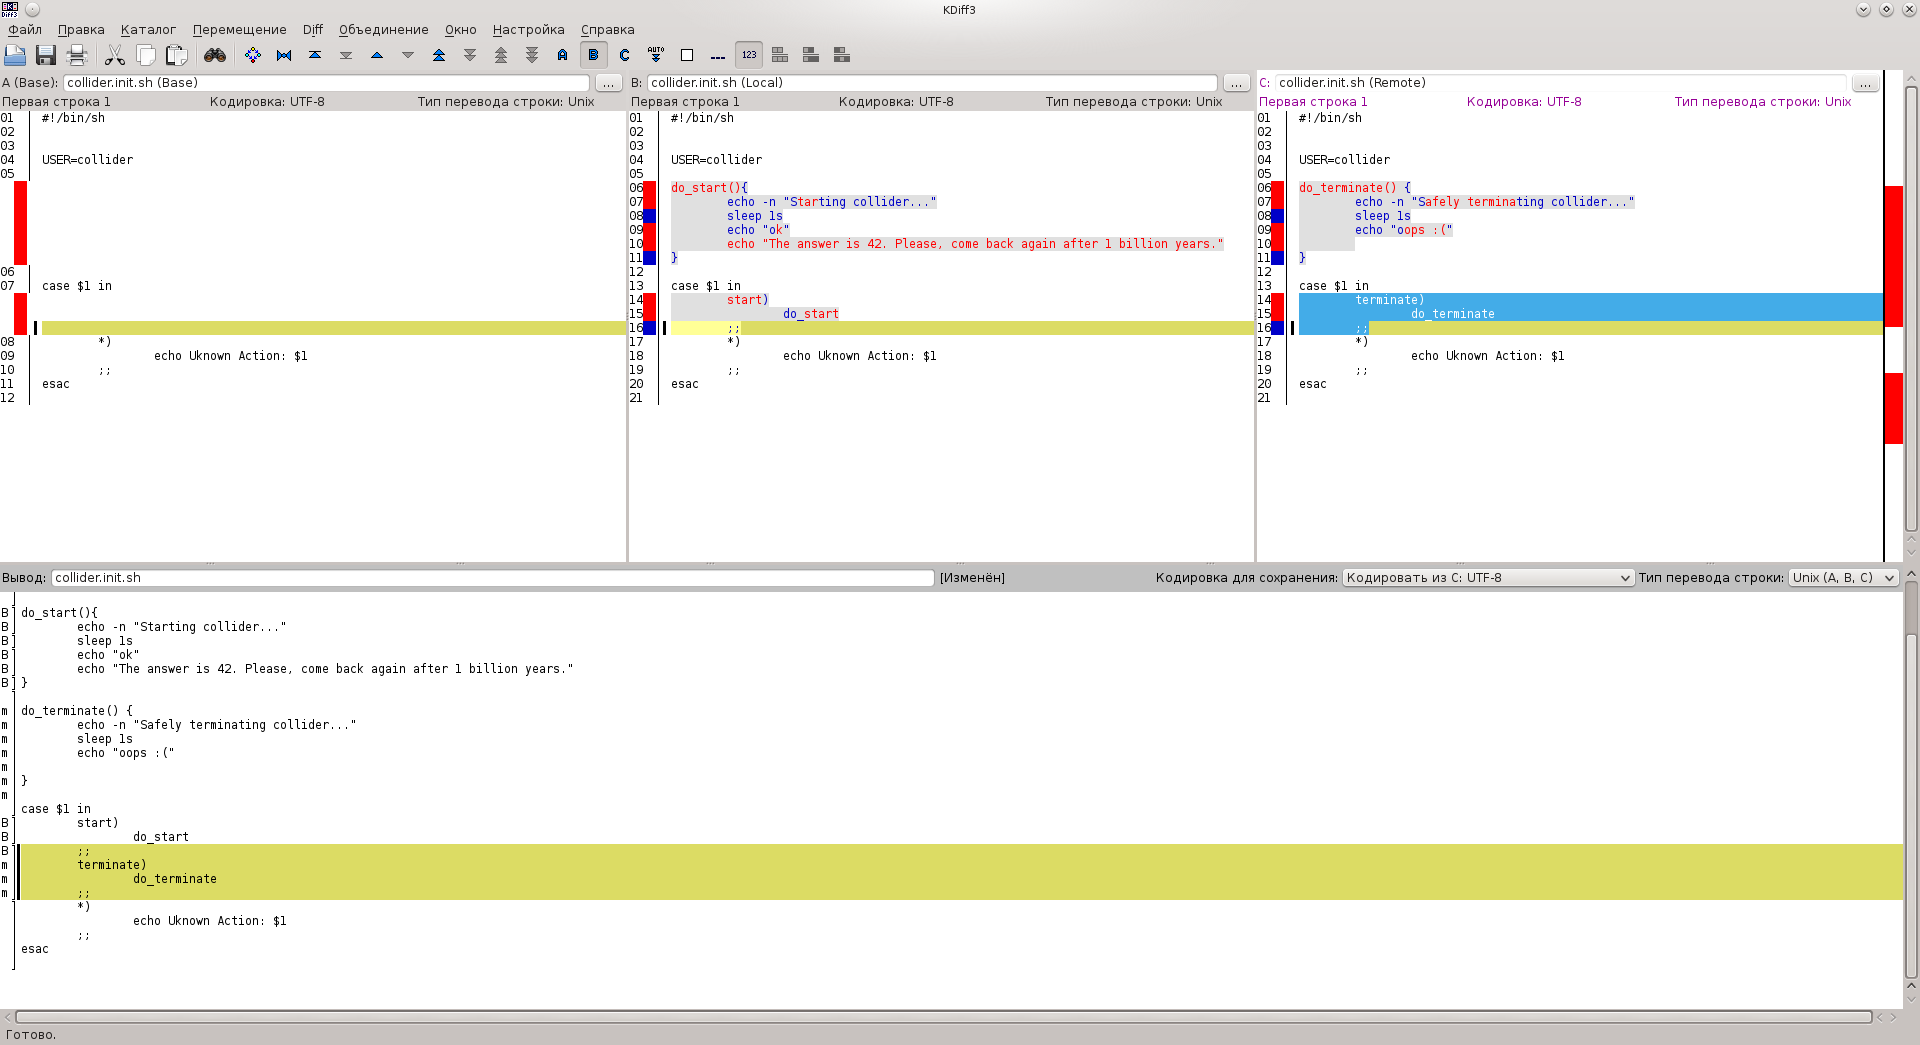 KDiff3
Файл Правка Каталог Перемещение Diff Объединение Окно Настройка Справка
A B C AUTO 123
A (Base): collider.init.sh (Base) ...
Первая строка 1 Кодировка: UTF-8 Тип перевода строки: Unix
01 #!/bin/sh
02
03
04 USER=collider
05
06
07 case $1 in
08 *)
09 echo Uknown Action: $1
10 ;;
11 esac
12
B: collider.init.sh (Local) ...
Первая строка 1 Кодировка: UTF-8 Тип перевода строки: Unix
01 #!/bin/sh
02
03
04 USER=collider
05
06 do_start(){
07 echo -n "Starting collider..."
08 sleep 1s
09 echo "ok"
10 echo "The answer is 42. Please, come back again after 1 billion years."
11 }
12
13 case $1 in
14 start)
15 do_start
16 ;;
17 *)
18 echo Uknown Action: $1
19 ;;
20 esac
21
C: collider.init.sh (Remote) ...
Первая строка 1 Кодировка: UTF-8 Тип перевода строки: Unix
01 #!/bin/sh
02
03
04 USER=collider
05
06 do_terminate() {
07 echo -n "Safely terminating collider..."
08 sleep 1s
09 echo "oops :("
10
11 }
12
13 case $1 in
14 terminate)
15 do_terminate
16 ;;
17 *)
18 echo Uknown Action: $1
19 ;;
20 esac
21
Вывод: collider.init.sh [Изменён] Кодировка для сохранения: Кодировать из C: UTF-8 Тип перевода строки: Unix (A, B, C)
B do_start(){
B echo -n "Starting collider..."
B sleep 1s
B echo "ok"
B echo "The answer is 42. Please, come back again after 1 billion years."
B }
m do_terminate() {
m echo -n "Safely terminating collider..."
m sleep 1s
m echo "oops :("
m
m }
m
case $1 in
B start)
B do_start
B ;;
m terminate)
m do_terminate
m ;;
*)
echo Uknown Action: $1
;;
esac
Готово.